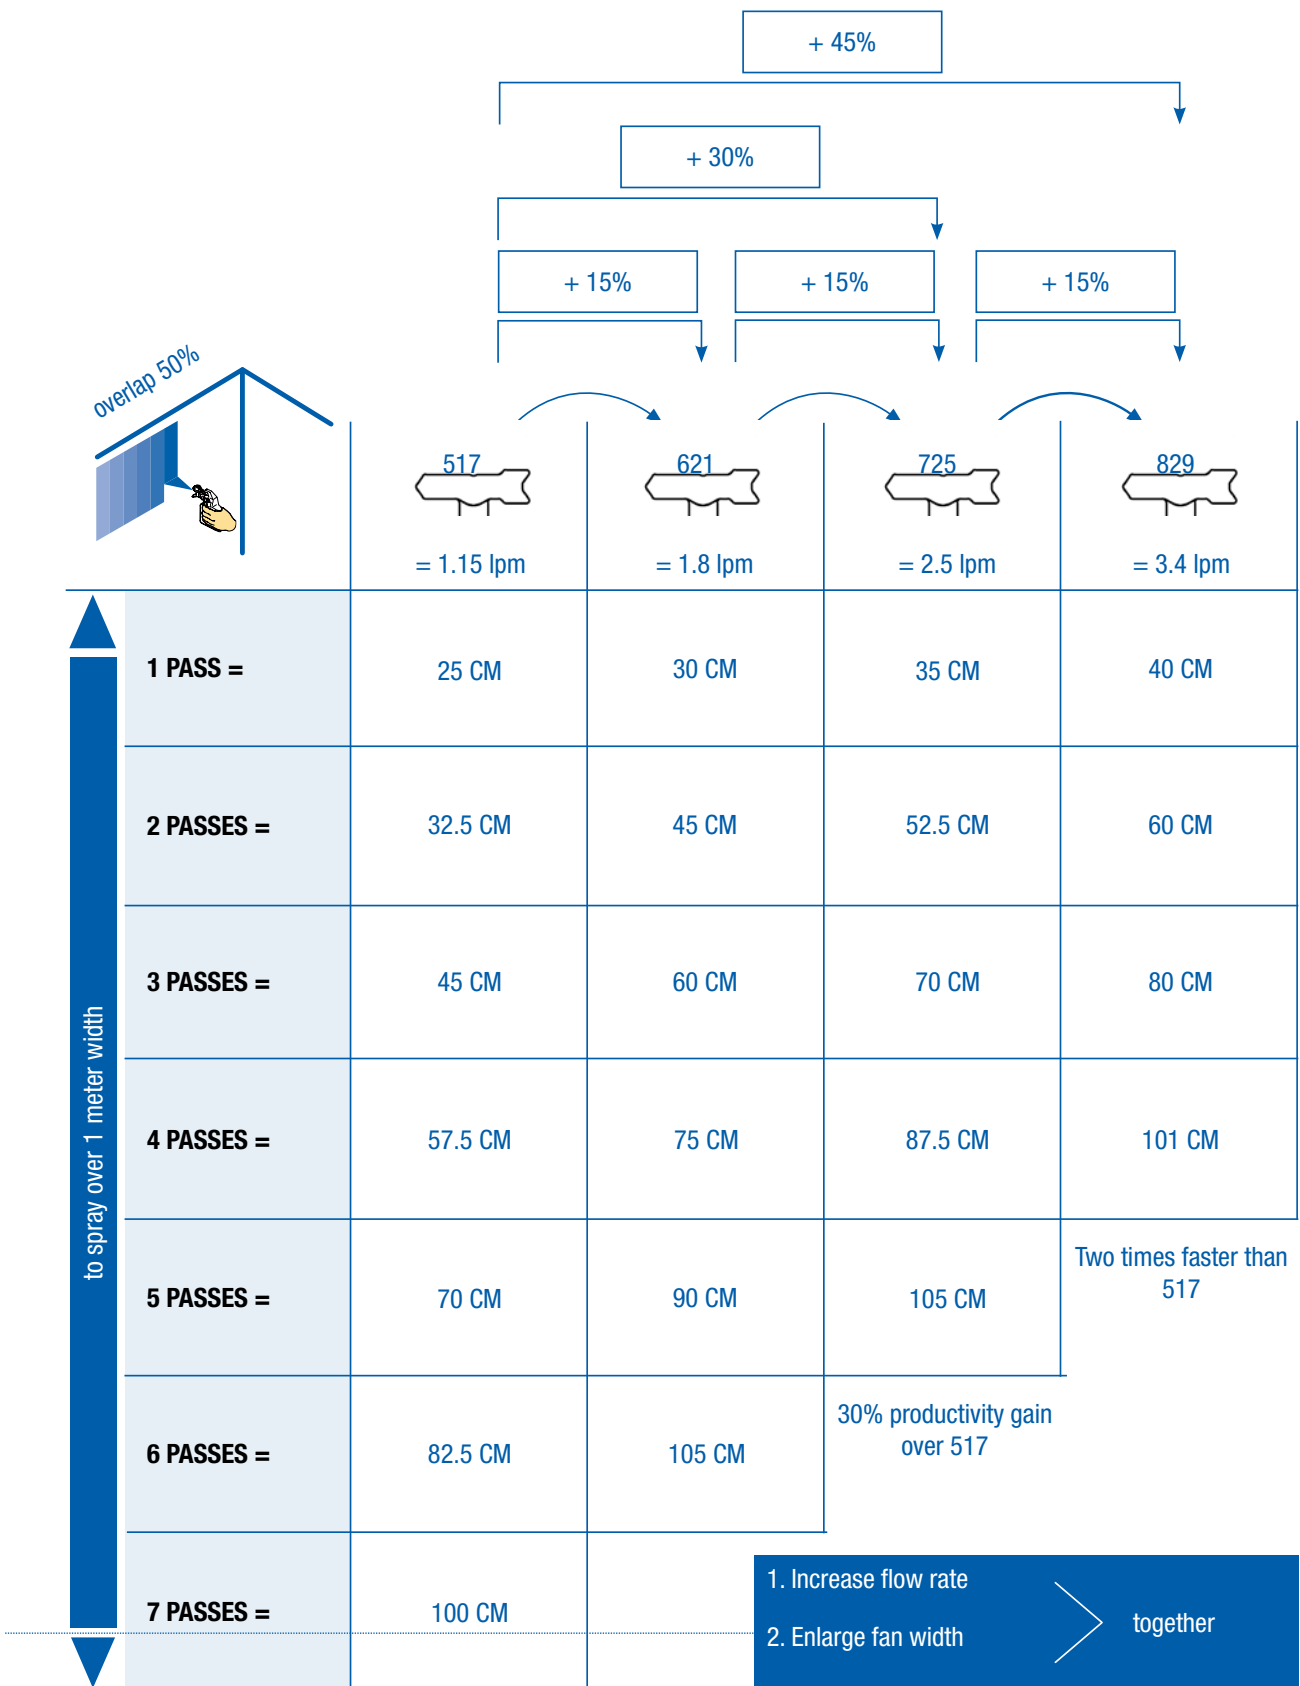 + 45%
+ 30%
+ 15%
+ 15%
+ 15%
overlap 50%
517
621
725
829
= 1.15 lpm
= 1.8 lpm
= 2.5 lpm
= 3.4 lpm
to spray over 1 meter width
1 PASS =
25 CM
30 CM
35 CM
40 CM
2 PASSES =
32.5 CM
45 CM
52.5 CM
60 CM
3 PASSES =
45 CM
60 CM
70 CM
80 CM
4 PASSES =
57.5 CM
75 CM
87.5 CM
101 CM
5 PASSES =
70 CM
90 CM
105 CM
Two times faster than
517
6 PASSES =
82.5 CM
105 CM
30% productivity gain
over 517
7 PASSES =
100 CM
1. Increase flow rate
2. Enlarge fan width
together